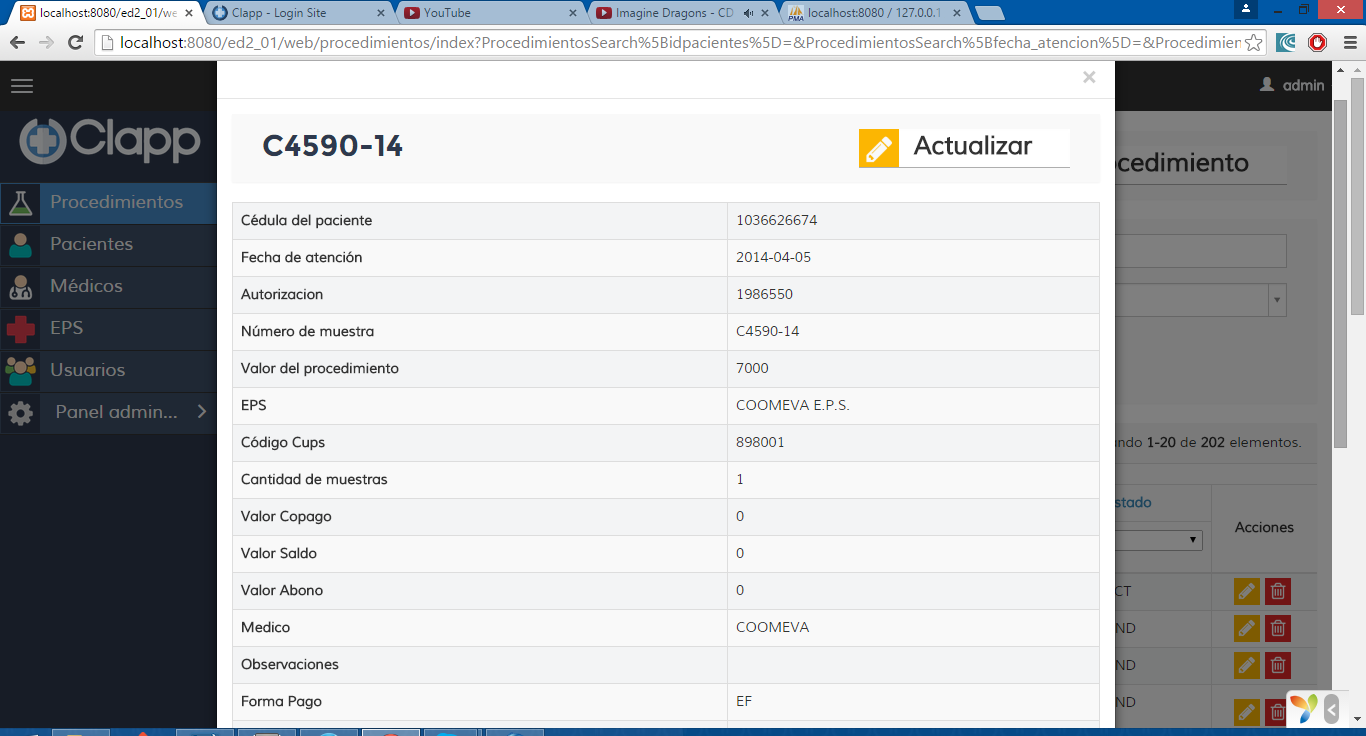 localhost:8080/ed2_01/we
Clapp - Login Site
YouTube
Imagine Dragons - CD
localhost:8080 / 127.0.0.1
localhost:8080/ed2_01/web/procedimientos/index?ProcedimientosSearch%5Bidpacientes%5D=&ProcedimientosSearch%5Bfecha_atencion%5D=&Procedimien
admin
Clapp
Procedimientos
Pacientes
Médicos
EPS
Usuarios
Panel admin...
C4590-14
Actualizar
Cédula del paciente 1036626674
Fecha de atención 2014-04-05
Autorizacion 1986550
Número de muestra C4590-14
Valor del procedimiento 7000
EPS COOMEVA E.P.S.
Código Cups 898001
Cantidad de muestras 1
Valor Copago 0
Valor Saldo 0
Valor Abono 0
Medico COOMEVA
Observaciones
Forma Pago EF
cedimiento
ndo 1-20 de 202 elementos.
stado
Acciones
CT
ND
ND
ND
PMA